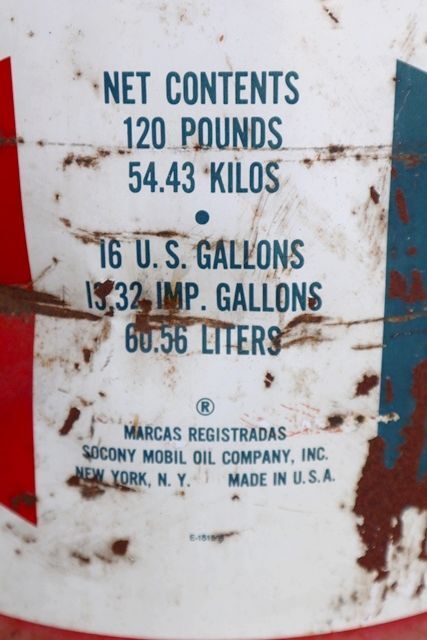 NET CONTENTS
120 POUNDS
54.43 KILOS
•
16 U.S. GALLONS
13.32 IMP. GALLONS
60.56 LITERS
®
MARCAS REGISTRADAS
SOCONY MOBIL OIL COMPANY, INC.
NEW YORK, N. Y. MADE IN U.S.A.